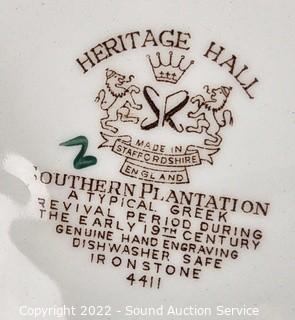 HERITAGE HALL
MADE IN
STAFFORDSHIRE
ENGLAND
2
SOUTHERN PLANTATION
A TYPICAL GREEK
REVIVAL PERIOD DURING
THE EARLY 19TH CENTURY
GENUINE HAND ENGRAVING
DISHWASHER SAFE
IRONSTONE
4411
Copyright 2022 - Sound Auction Service